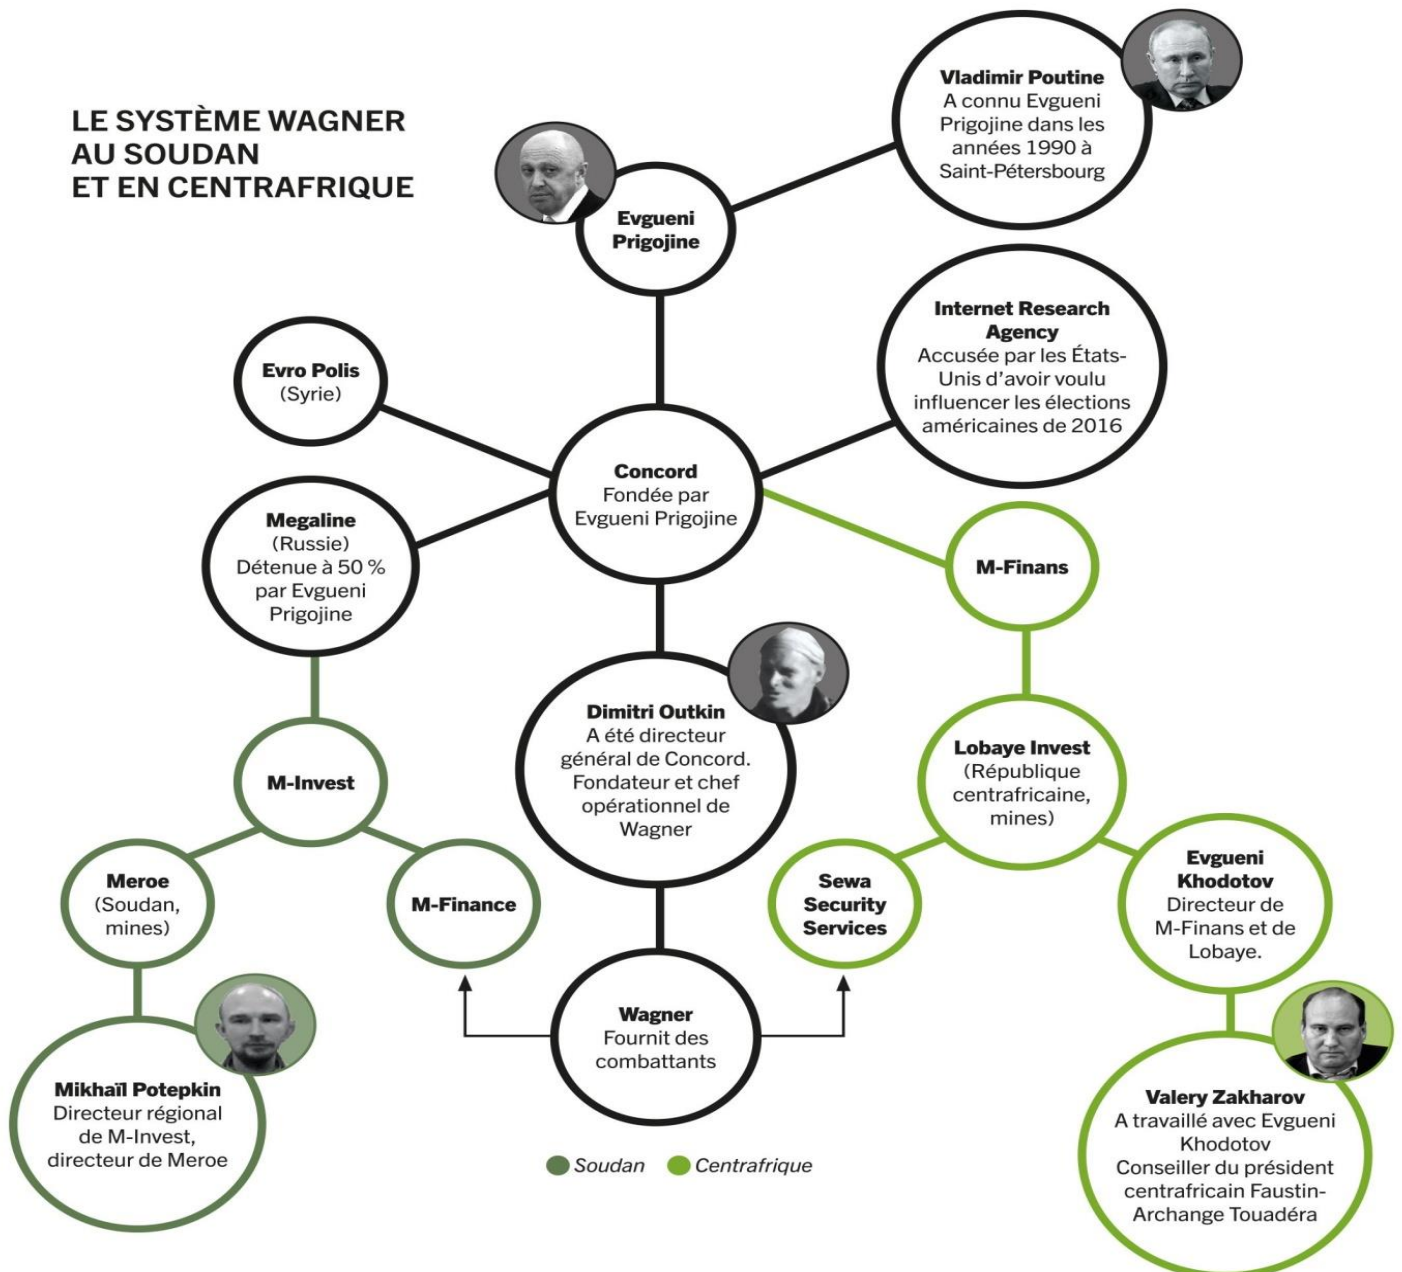 LE SYSTÈME WAGNER
AU SOUDAN
ET EN CENTRAFRIQUE
Vladimir Poutine
A connu Evgueni
Prigojine dans les
années 1990 à
Saint-Pétersbourg
Evgueni
Prigojine
Internet Research
Agency
Accusée par les États-
Unis d'avoir voulu
influencer les élections
américaines de 2016
Evro Polis
(Syrie)
Concord
Fondée par
Evgueni Prigojine
Megaline
(Russie)
Détenue à 50 %
par Evgueni
Prigojine
M-Finans
Dimitri Outkin
A été directeur
général de Concord.
Fondateur et chef
opérationnel de
Wagner
Lobaye Invest
(République
centrafricaine,
mines)
M-Invest
Meroe
(Soudan,
mines)
M-Finance
Sewa
Security
Services
Evgueni
Khodotov
Directeur de
M-Finans et de
Lobaye.
Wagner
Fournit des
combattants
Mikhaïl Potepkin
Directeur régional
de M-Invest,
directeur de Meroe
Valery Zakharov
A travaillé avec Evgueni
Khodotov
Conseiller du président
centrafricain Faustin-
Archange Touadéra
Soudan Centrafrique